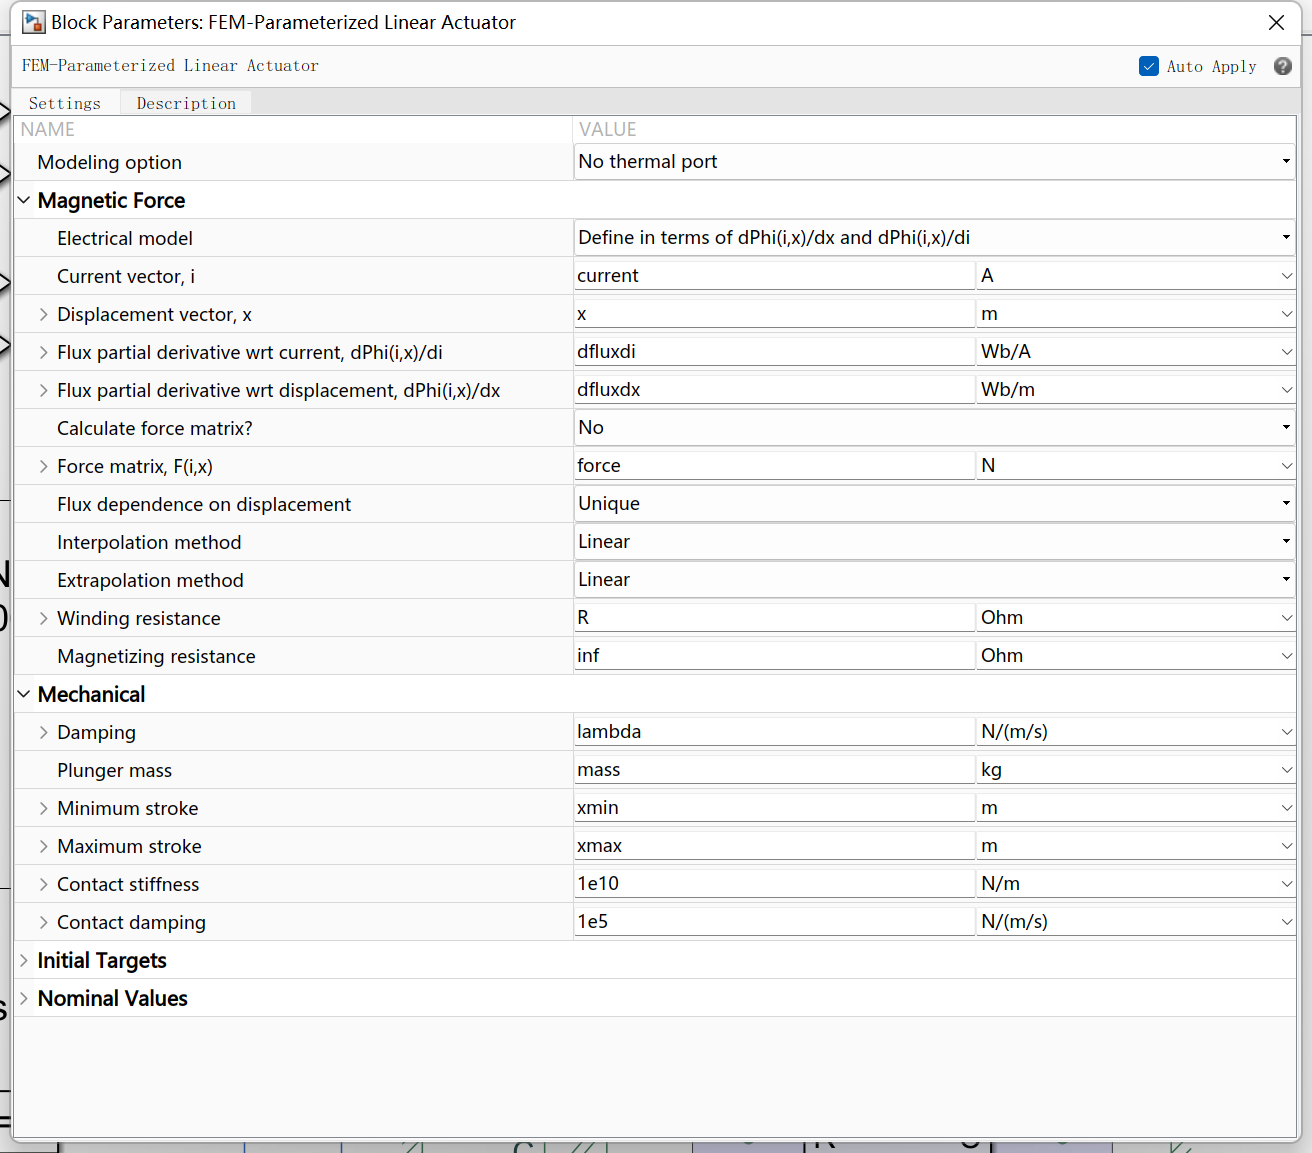 Block Parameters: FEM-Parameterized Linear Actuator
FEM-Parameterized Linear Actuator Auto Apply
Settings Description
NAME VALUE
Modeling option No thermal port
Magnetic Force
Electrical model Define in terms of dPhi(i,x)/dx and dPhi(i,x)/di
Current vector, i current A
Displacement vector, x x m
Flux partial derivative wrt current, dPhi(i,x)/di dfluxdi Wb/A
Flux partial derivative wrt displacement, dPhi(i,x)/dx dfluxdx Wb/m
Calculate force matrix? No
Force matrix, F(i,x) force N
Flux dependence on displacement Unique
Interpolation method Linear
Extrapolation method Linear
Winding resistance R Ohm
Magnetizing resistance inf Ohm
Mechanical
Damping lambda N/(m/s)
Plunger mass mass kg
Minimum stroke xmin m
Maximum stroke xmax m
Contact stiffness 1e10 N/m
Contact damping 1e5 N/(m/s)
Initial Targets
Nominal Values